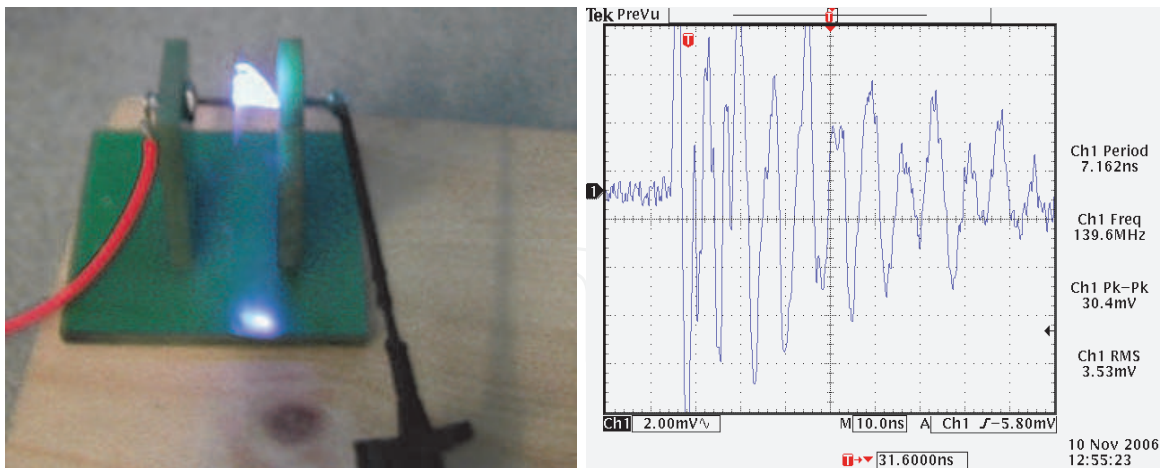 Tek PreVu
T
T
1
Ch1 Period
7.162ns
Ch1 Freq
139.6MHz
Ch1 Pk–Pk
30.4mV
Ch1 RMS
3.53mV
Ch1 2.00mV∿ M 10.0ns A Ch1 ƒ –5.80mV
T→▼ 31.6000ns
10 Nov 2006
12:55:23